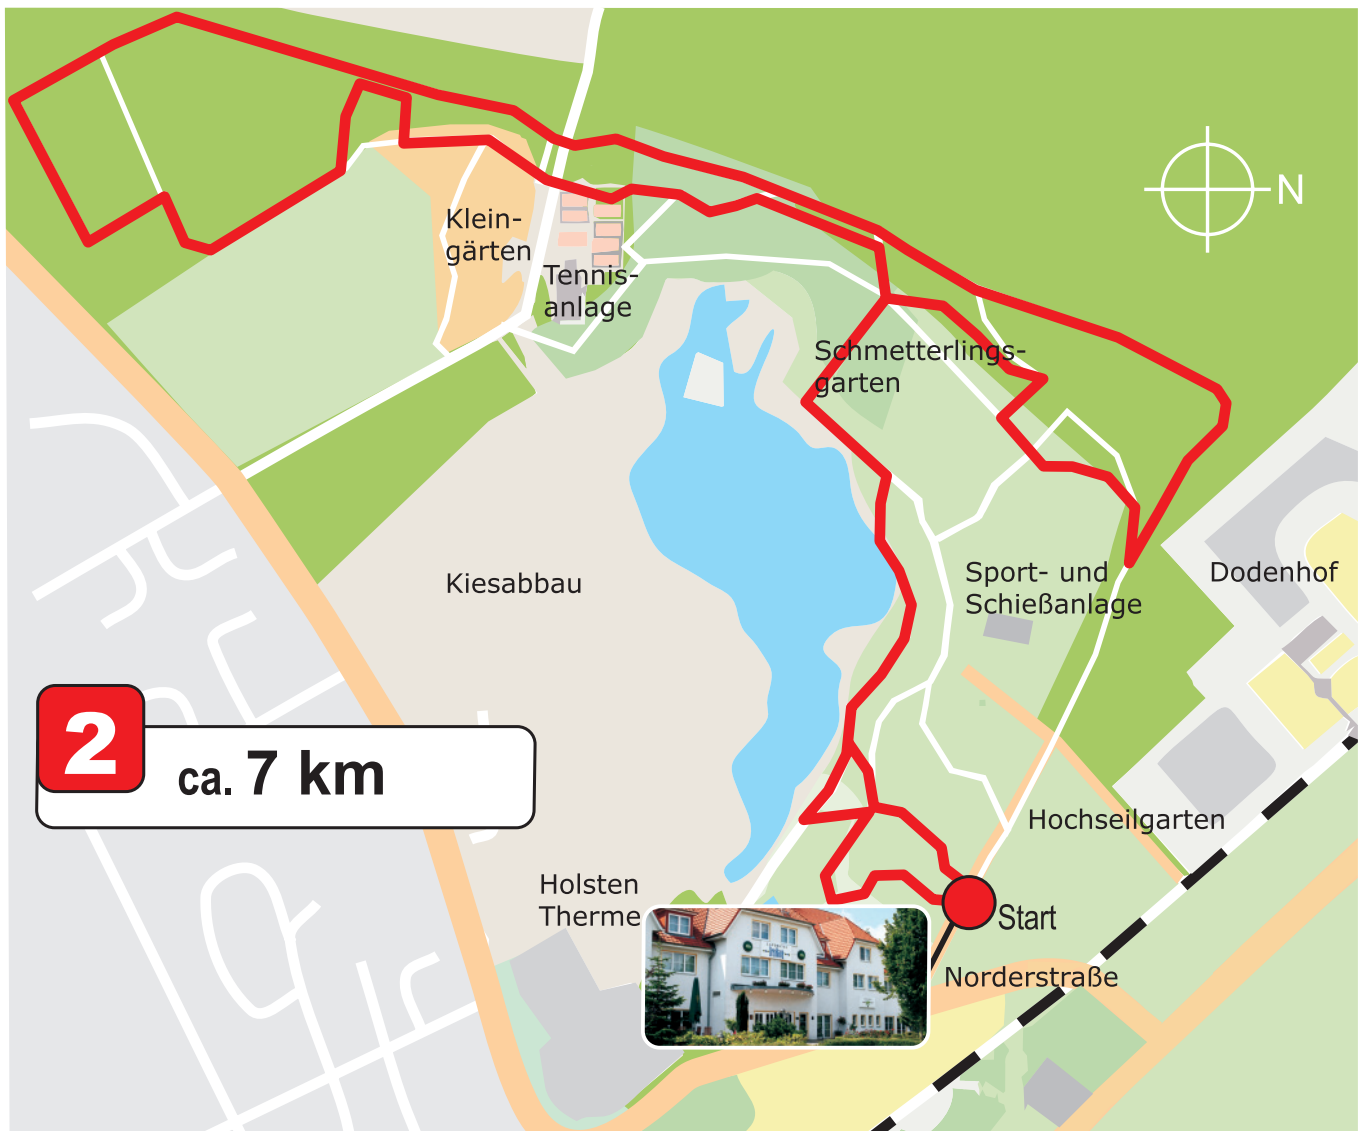 N
Klein-
gärten
Tennis-
anlage
Schmetterlings-
garten
Kiesabbau
Sport- und
Schießanlage
Dodenhof
2
ca. 7 km
Hochseilgarten
Holsten
Therme
Start
Norderstraße